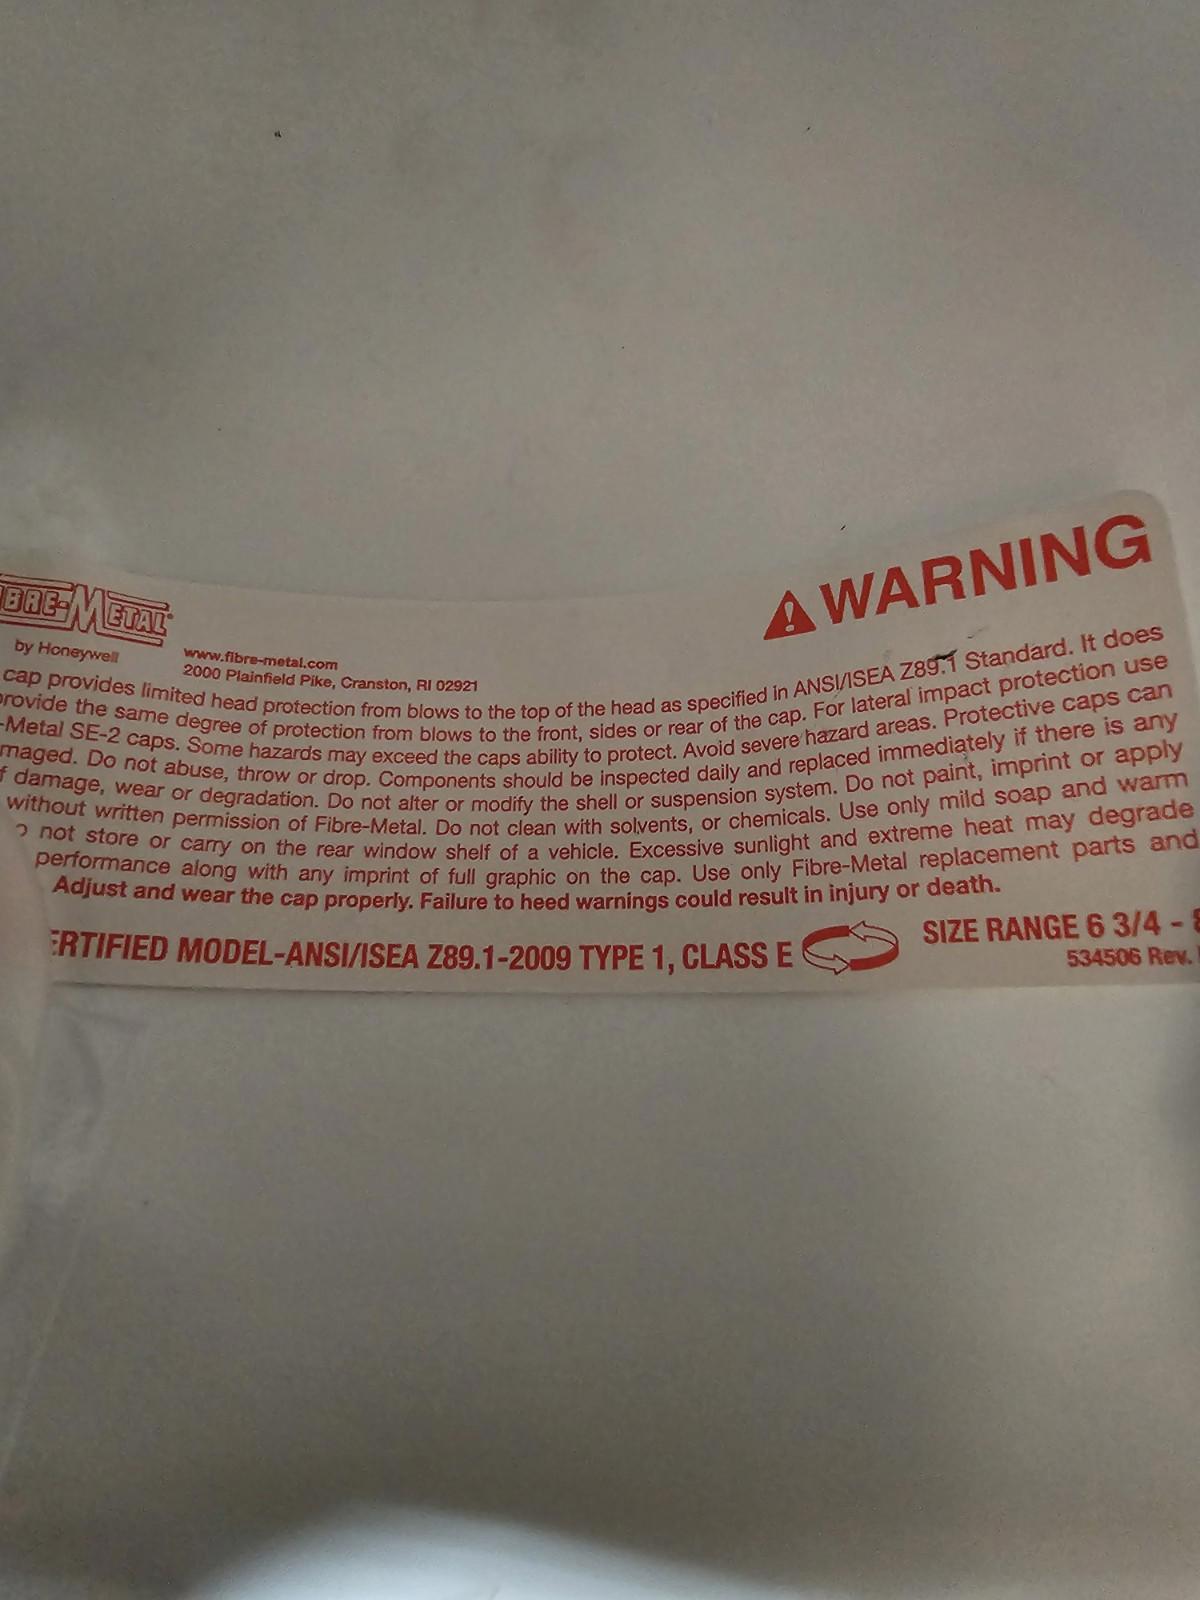 BRE-METAL®
by Honeywell
www.fibre-metal.com
2000 Plainfield Pike, Cranston, RI 02921
WARNING
cap provides limited head protection from blows to the top of the head as specified in ANSI/ISEA Z89.1 Standard. It does
provide the same degree of protection from blows to the front, sides or rear of the cap. For lateral impact protection use
-Metal SE-2 caps. Some hazards may exceed the caps ability to protect. Avoid severe hazard areas. Protective caps can
maged. Do not abuse, throw or drop. Components should be inspected daily and replaced immediately if there is any
f damage, wear or degradation. Do not alter or modify the shell or suspension system. Do not paint, imprint or apply
without written permission of Fibre-Metal. Do not clean with solvents, or chemicals. Use only mild soap and warm
o not store or carry on the rear window shelf of a vehicle. Excessive sunlight and extreme heat may degrade
performance along with any imprint of full graphic on the cap. Use only Fibre-Metal replacement parts and
Adjust and wear the cap properly. Failure to heed warnings could result in injury or death.
ERTIFIED MODEL-ANSI/ISEA Z89.1-2009 TYPE 1, CLASS E
SIZE RANGE 6 3/4 - 8
534506 Rev.